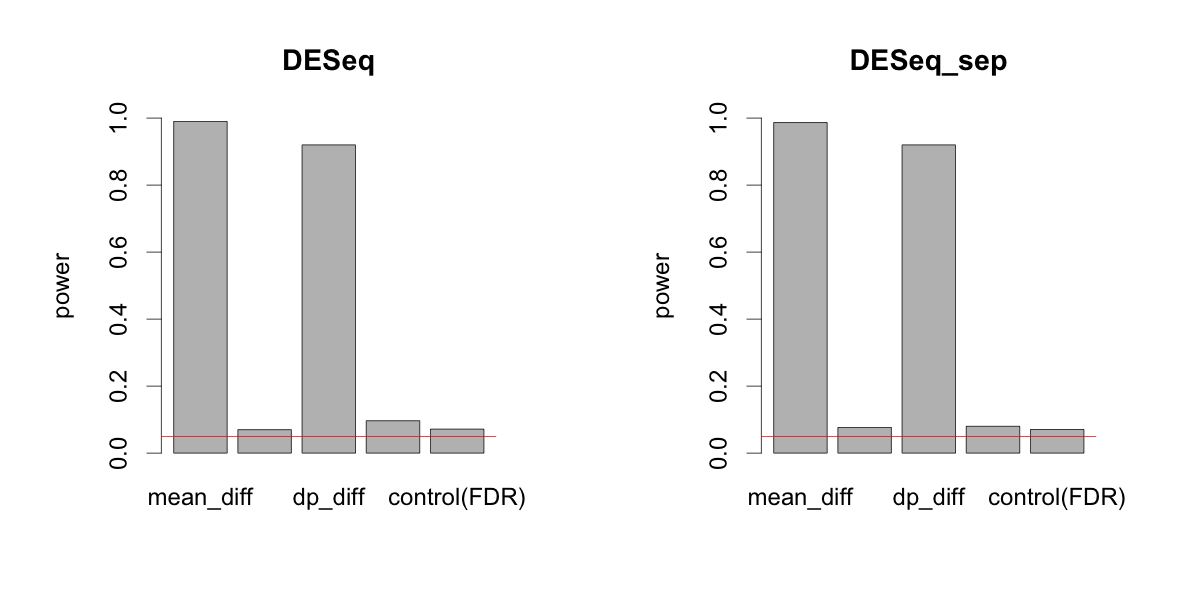 DESeq
power
0.0 0.2 0.4 0.6 0.8 1.0
mean_diff dp_diff control(FDR)
DESeq_sep
power
0.0 0.2 0.4 0.6 0.8 1.0
mean_diff dp_diff control(FDR)